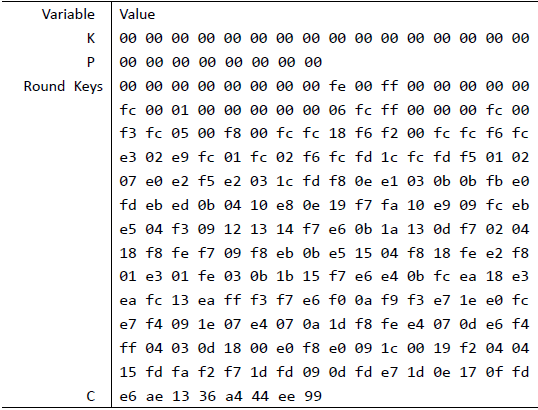 Variable Value
K 00 00 00 00 00 00 00 00 00 00 00 00 00 00 00 00
P 00 00 00 00 00 00 00 00
Round Keys 00 00 00 00 00 00 00 00 fe 00 ff 00 00 00 00 00
fc 00 01 00 00 00 00 00 06 fc ff 00 00 00 fc 00
f3 fc 05 00 f8 00 fc fc 18 f6 f2 00 fc fc f6 fc
e3 02 e9 fc 01 fc 02 f6 fc fd 1c fc fd f5 01 02
07 e0 e2 f5 e2 03 1c fd f8 0e e1 03 0b 0b fb e0
fd eb ed 0b 04 10 e8 0e 19 f7 fa 10 e9 09 fc eb
e5 04 f3 09 12 13 14 f7 e6 0b 1a 13 0d f7 02 04
18 f8 fe f7 09 f8 eb 0b e5 15 04 f8 18 fe e2 f8
01 e3 01 fe 03 0b 1b 15 f7 e6 e4 0b fc ea 18 e3
ea fc 13 ea ff f3 f7 e6 f0 0a f9 f3 e7 1e e0 fc
e7 f4 09 1e 07 e4 07 0a 1d f8 fe e4 07 0d e6 f4
ff 04 03 0d 18 00 e0 f8 e0 09 1c 00 19 f2 04 04
15 fd fa f2 f7 1d fd 09 0d fd e7 1d 0e 17 0f fd
C e6 ae 13 36 a4 44 ee 99